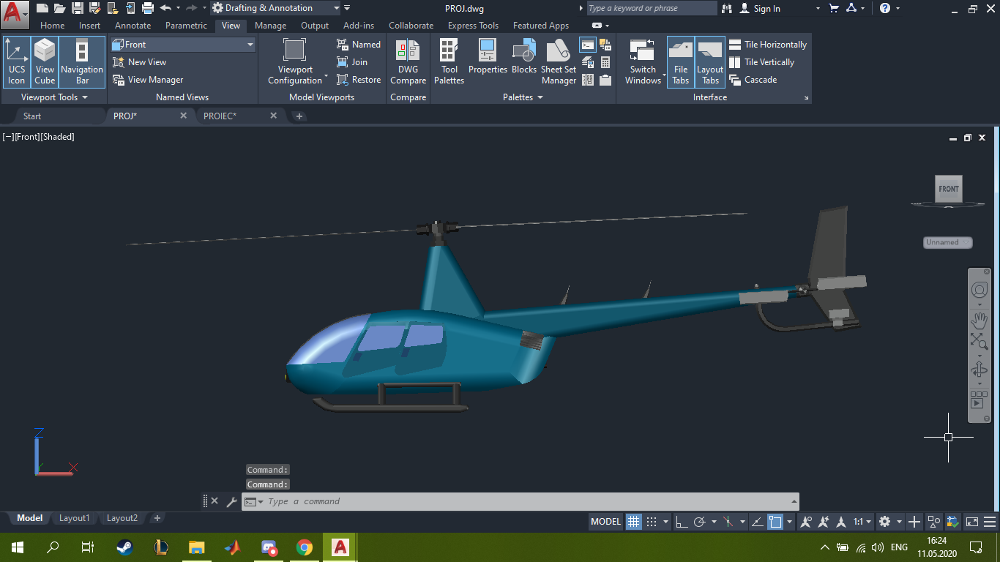 Drafting & Annotation
PROJ.dwg
Type a keyword or phrase
Sign In
Home Insert Annotate Parametric View Manage Output Add-ins Collaborate Express Tools Featured Apps
UCS Icon
View Cube
Navigation Bar
Viewport Tools
Front
New View
View Manager
Named Views
Viewport Configuration
Named
Join
Restore
Model Viewports
DWG Compare
Compare
Tool Palettes
Properties
Blocks
Sheet Set Manager
Palettes
Switch Windows
File Tabs
Layout Tabs
Tile Horizontally
Tile Vertically
Cascade
Interface
Start
PROJ*
PROIEC*
[−][Front][Shaded]
FRONT
Unnamed
Z
X
Command:
Command:
Type a command
Model Layout1 Layout2
MODEL
1:1
ENG
16:24
11.05.2020